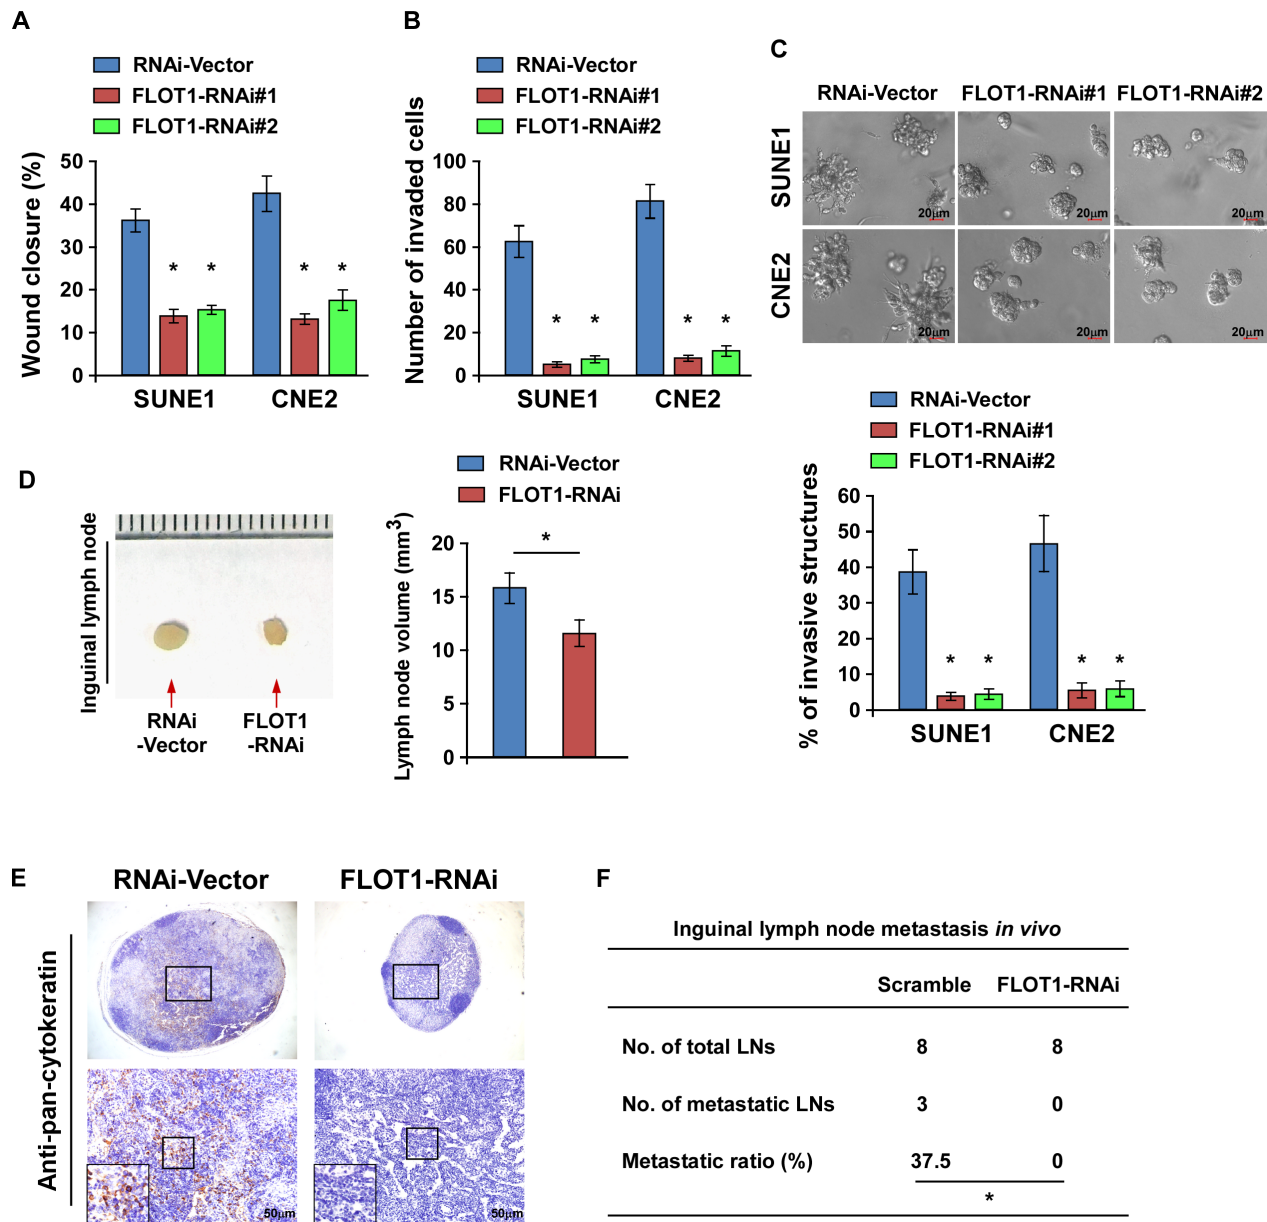 A
RNAi-Vector
FLOT1-RNAi#1
FLOT1-RNAi#2
Wound closure (%)
50
40
30
20
10
0
* * * *
SUNE1 CNE2
B
RNAi-Vector
FLOT1-RNAi#1
FLOT1-RNAi#2
Number of invaded cells
100
80
60
40
20
0
* * * *
SUNE1 CNE2
C
RNAi-Vector FLOT1-RNAi#1 FLOT1-RNAi#2
SUNE1
20μm 20μm 20μm
CNE2
20μm 20μm 20μm
RNAi-Vector
FLOT1-RNAi#1
FLOT1-RNAi#2
% of invasive structures
60
50
40
30
20
10
0
* * * *
SUNE1 CNE2
D
Inguinal lymph node
RNAi
-Vector
FLOT1
-RNAi
RNAi-Vector
FLOT1-RNAi
Lymph node volume (mm3)
20
15
10
5
0
*
E
RNAi-Vector FLOT1-RNAi
Anti-pan-cytokeratin
50μm 50μm
F
Inguinal lymph node metastasis in vivo
Scramble FLOT1-RNAi
No. of total LNs 8 8
No. of metastatic LNs 3 0
Metastatic ratio (%) 37.5 0
*